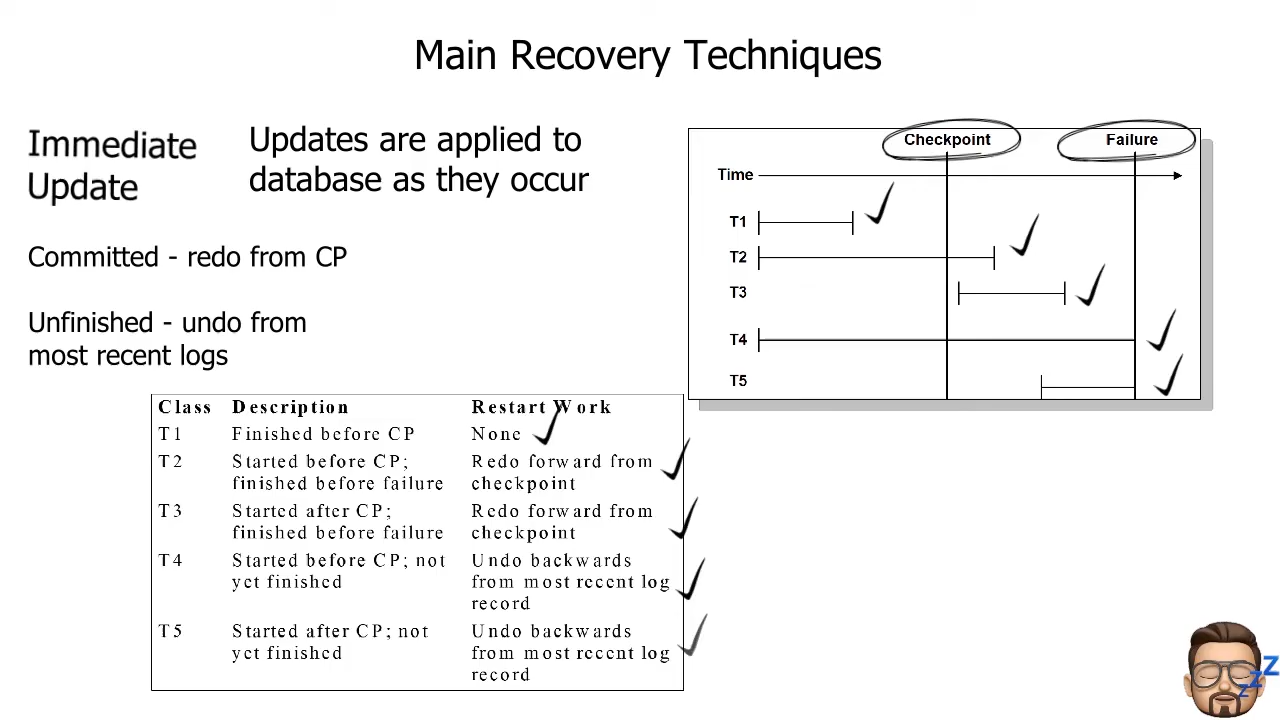 Main Recovery Techniques
Immediate
Update
Updates are applied to
database as they occur
Committed - redo from CP
Unfinished - undo from
most recent logs
Checkpoint Failure
Time
T1
T2
T3
T4
T5
Class Description Restart Work
T1 Finished before CP None
T2 Started before CP; Redo forward from
finished before failure checkpoint
T3 Started after CP; Redo forward from
finished before failure checkpoint
T4 Started before CP; not Undo backwards
yet finished from most recent log
record
T5 Started after CP; not Undo backwards
yet finished from most recent log
record
z z Z